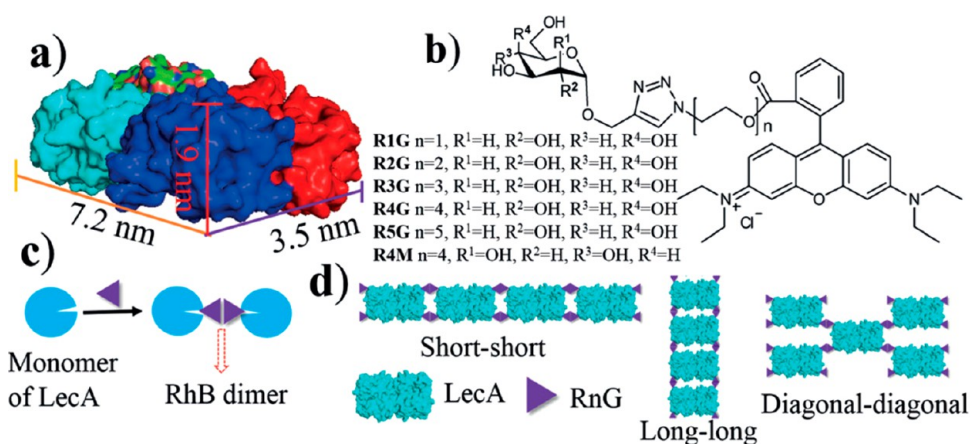 a)
1.9 nm
7.2 nm
3.5 nm
b)
R⁴
OH
R³
R¹
HO
R²
O
O
N=N
N
O
n
O
O
N⁺
Cl⁻
N
R1G n=1, R¹=H, R²=OH, R³=H, R⁴=OH
R2G n=2, R¹=H, R²=OH, R³=H, R⁴=OH
R3G n=3, R¹=H, R²=OH, R³=H, R⁴=OH
R4G n=4, R¹=H, R²=OH, R³=H, R⁴=OH
R5G n=5, R¹=H, R²=OH, R³=H, R⁴=OH
R4M n=4, R¹=OH, R²=H, R³=OH, R⁴=H
c)
Monomer
of LecA
RhB dimer
d)
Short-short
LecA
RnG
Long-long
Diagonal-diagonal